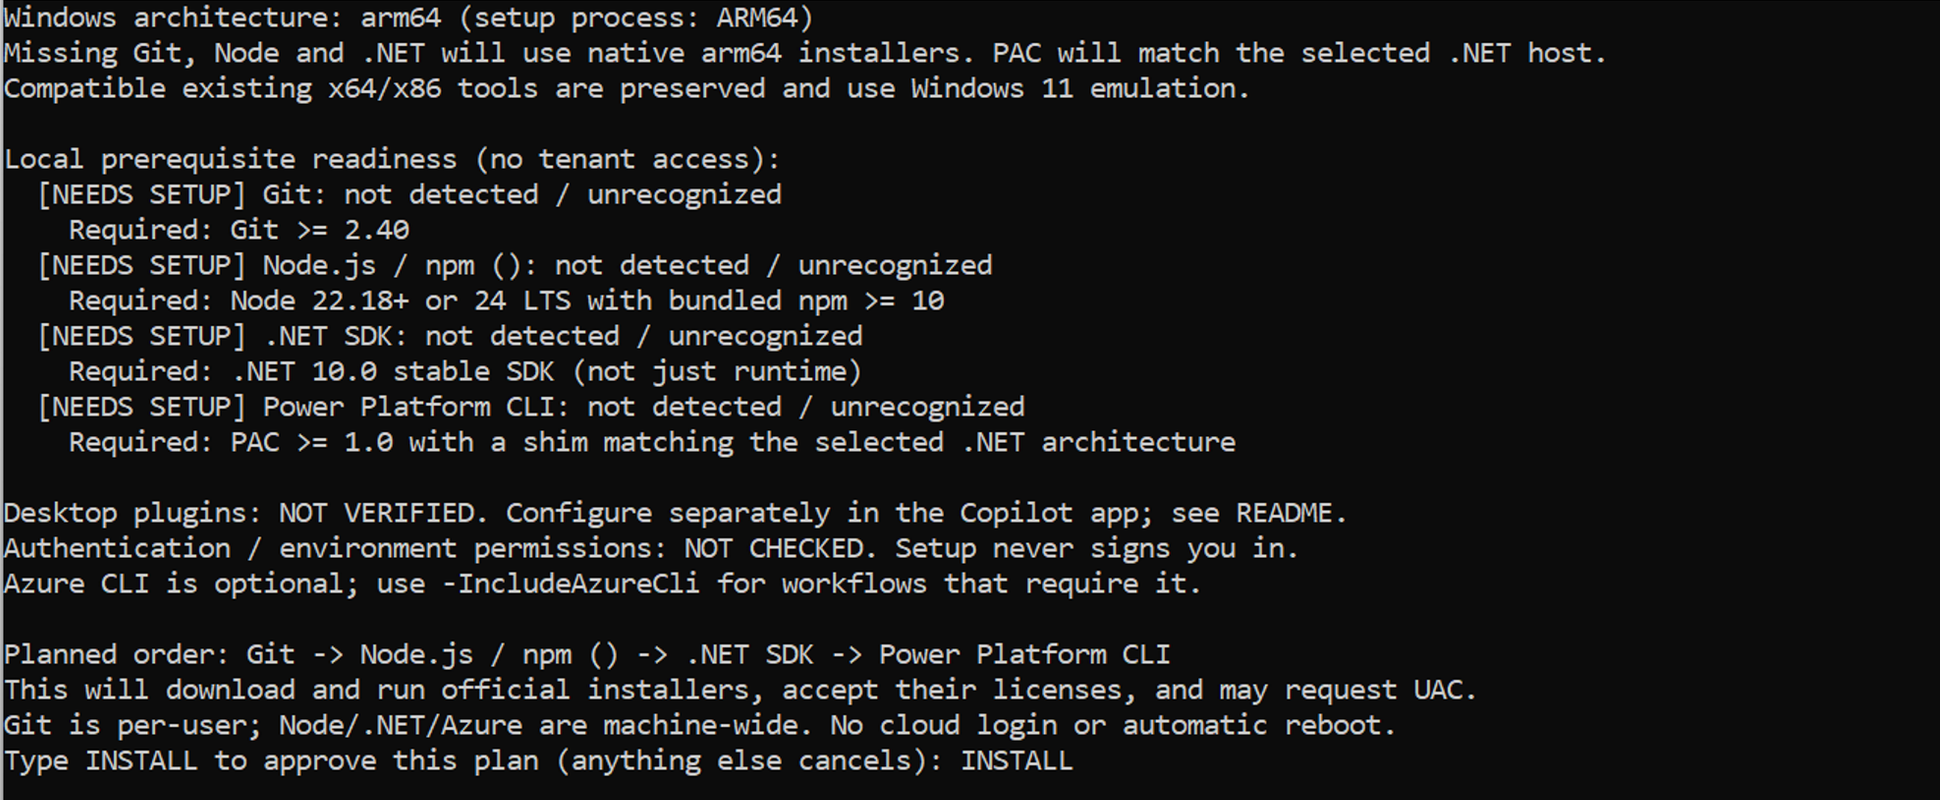 Windows architecture: arm64 (setup process: ARM64)
Missing Git, Node and .NET will use native arm64 installers. PAC will match the selected .NET host.
Compatible existing x64/x86 tools are preserved and use Windows 11 emulation.
Local prerequisite readiness (no tenant access):
[NEEDS SETUP] Git: not detected / unrecognized
Required: Git >= 2.40
[NEEDS SETUP] Node.js / npm (): not detected / unrecognized
Required: Node 22.18+ or 24 LTS with bundled npm >= 10
[NEEDS SETUP] .NET SDK: not detected / unrecognized
Required: .NET 10.0 stable SDK (not just runtime)
[NEEDS SETUP] Power Platform CLI: not detected / unrecognized
Required: PAC >= 1.0 with a shim matching the selected .NET architecture
Desktop plugins: NOT VERIFIED. Configure separately in the Copilot app; see README.
Authentication / environment permissions: NOT CHECKED. Setup never signs you in.
Azure CLI is optional; use -IncludeAzureCli for workflows that require it.
Planned order: Git -> Node.js / npm () -> .NET SDK -> Power Platform CLI
This will download and run official installers, accept their licenses, and may request UAC.
Git is per-user; Node/.NET/Azure are machine-wide. No cloud login or automatic reboot.
Type INSTALL to approve this plan (anything else cancels): INSTALL